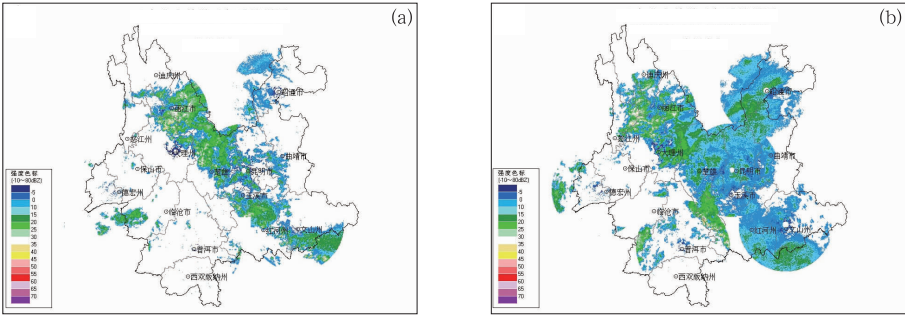 (a)
迪庆州
昭通市
丽江市
怒江州
大理州
曲靖市
保山市
楚雄
昆明市
德宏州
玉溪市
临沧市
红河州
文山州
普洱市
西双版纳州
强度色标
(-10~80dBZ)
-5
0
10
15
20
25
30
35
40
45
50
55
60
65
70
(b)
迪庆州
昭通市
丽江市
怒江州
大理州
曲靖市
保山市
楚雄
昆明市
德宏州
玉溪市
临沧市
红河州
文山州
普洱市
西双版纳州
强度色标
(-10~80dBZ)
-5
0
10
15
20
25
30
35
40
45
50
55
60
65
70